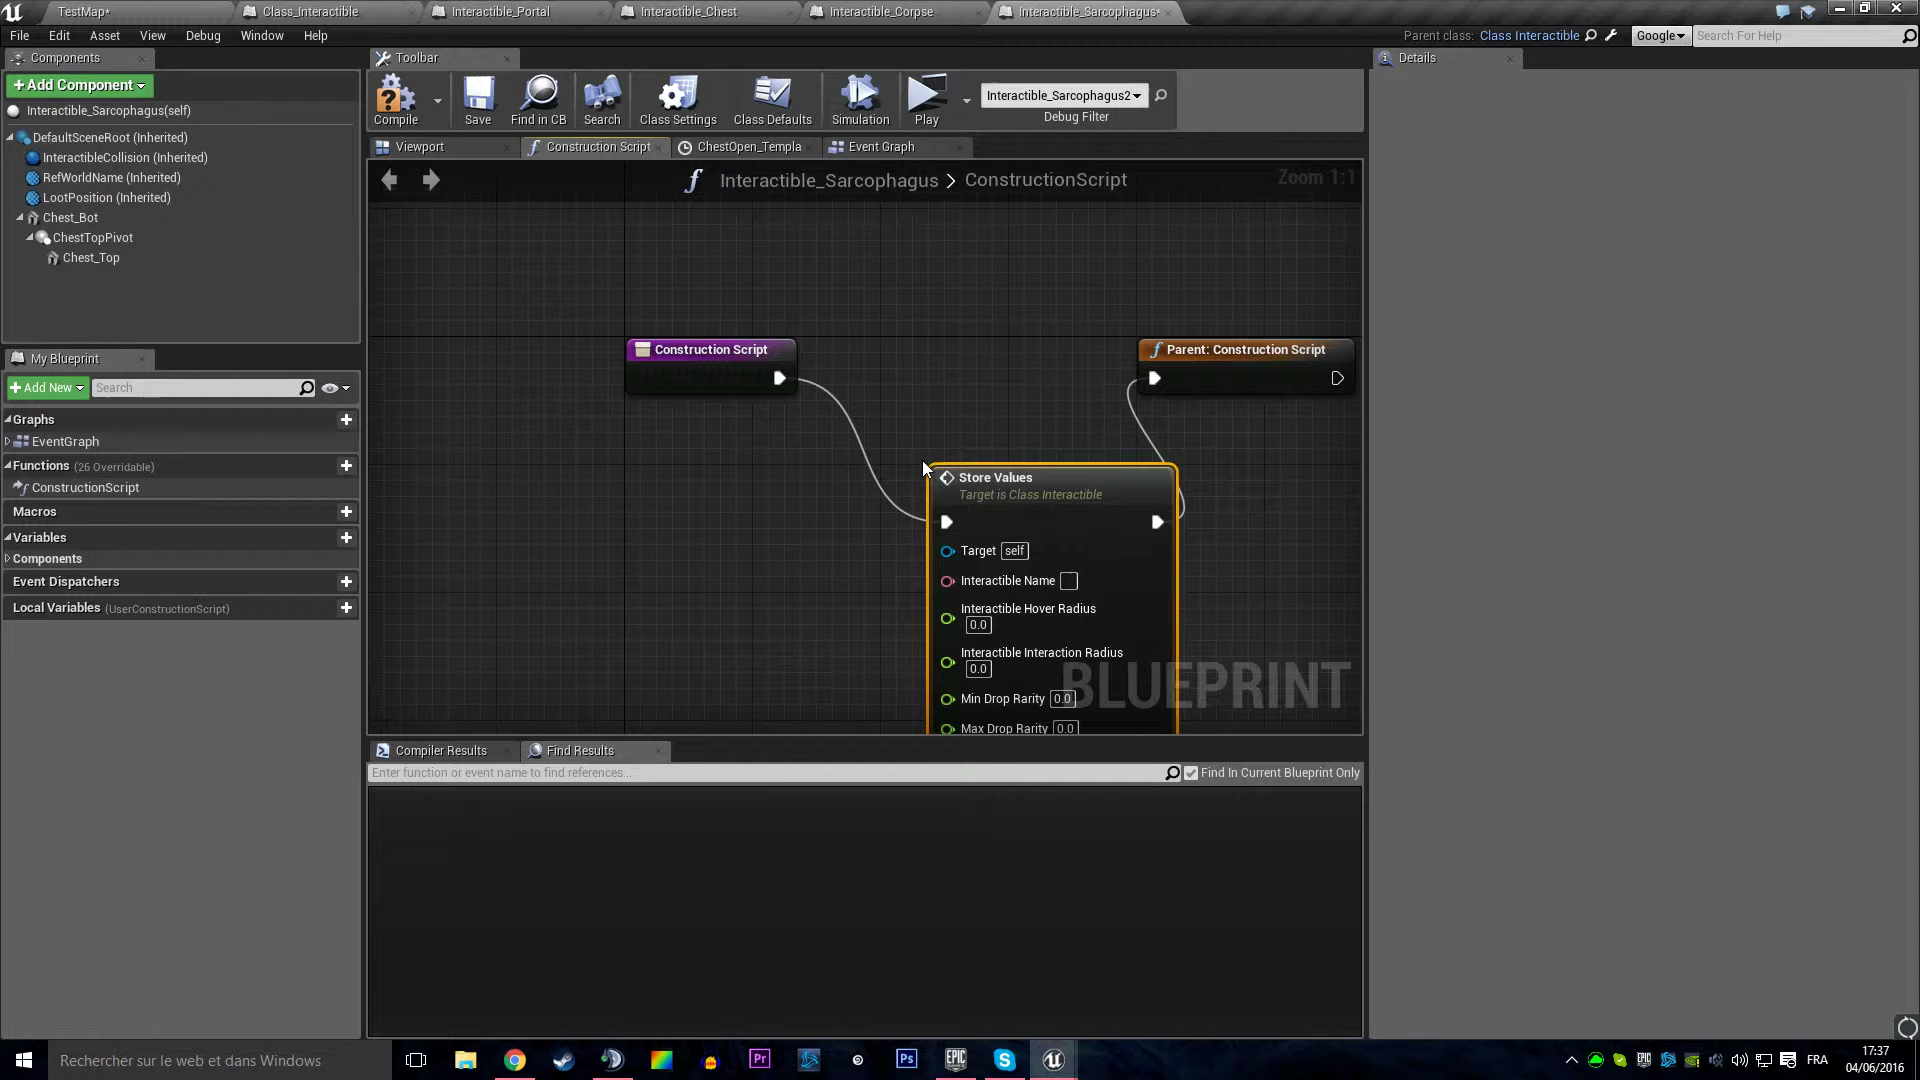 TestMap*
Class_Interactible
Interactible_Portal
Interactible_Chest
Interactible_Corpse
Interactible_Sarcophagus*
File Edit Asset View Debug Window Help
Parent class: Class Interactible
Google
Search For Help
Components
Toolbar
Details
+Add Component
Interactible_Sarcophagus(self)
DefaultSceneRoot (Inherited)
InteractibleCollision (Inherited)
RefWorldName (Inherited)
LootPosition (Inherited)
Chest_Bot
ChestTopPivot
Chest_Top
Compile
Save
Find in CB
Search
Class Settings
Class Defaults
Simulation
Play
Interactible_Sarcophagus2
Debug Filter
Viewport
Construction Script
ChestOpen_Templa
Event Graph
Interactible_Sarcophagus > ConstructionScript
Zoom 1:1
Construction Script
Parent: Construction Script
Store Values
Target is Class Interactible
Target self
Interactible Name
Interactible Hover Radius
0.0
Interactible Interaction Radius
0.0
Min Drop Rarity 0.0
Max Drop Rarity 0.0
BLUEPRINT
My Blueprint
+Add New
Search
Graphs
EventGraph
Functions (26 Overridable)
ConstructionScript
Macros
Variables
Components
Event Dispatchers
Local Variables (UserConstructionScript)
Compiler Results
Find Results
Enter function or event name to find references...
Find In Current Blueprint Only
Rechercher sur le web et dans Windows
Pr
Ps
EPIC
GAMES
EPIC
FRA
17:37
04/06/2016